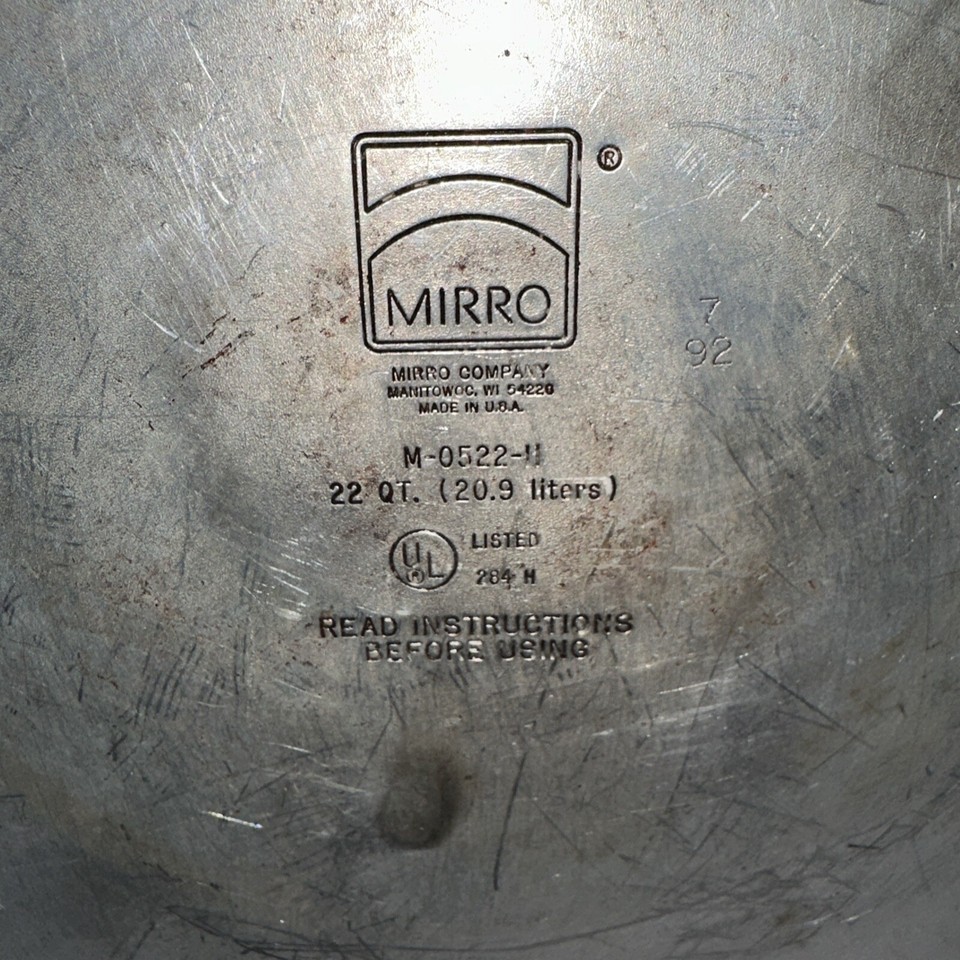 ®
MIRRO
7
92
MIRRO COMPANY
MANITOWOC, WI 54220
MADE IN U.S.A.
M-0522-11
22 QT. (20.9 liters)
UL LISTED
284 H
READ INSTRUCTIONS
BEFORE USING